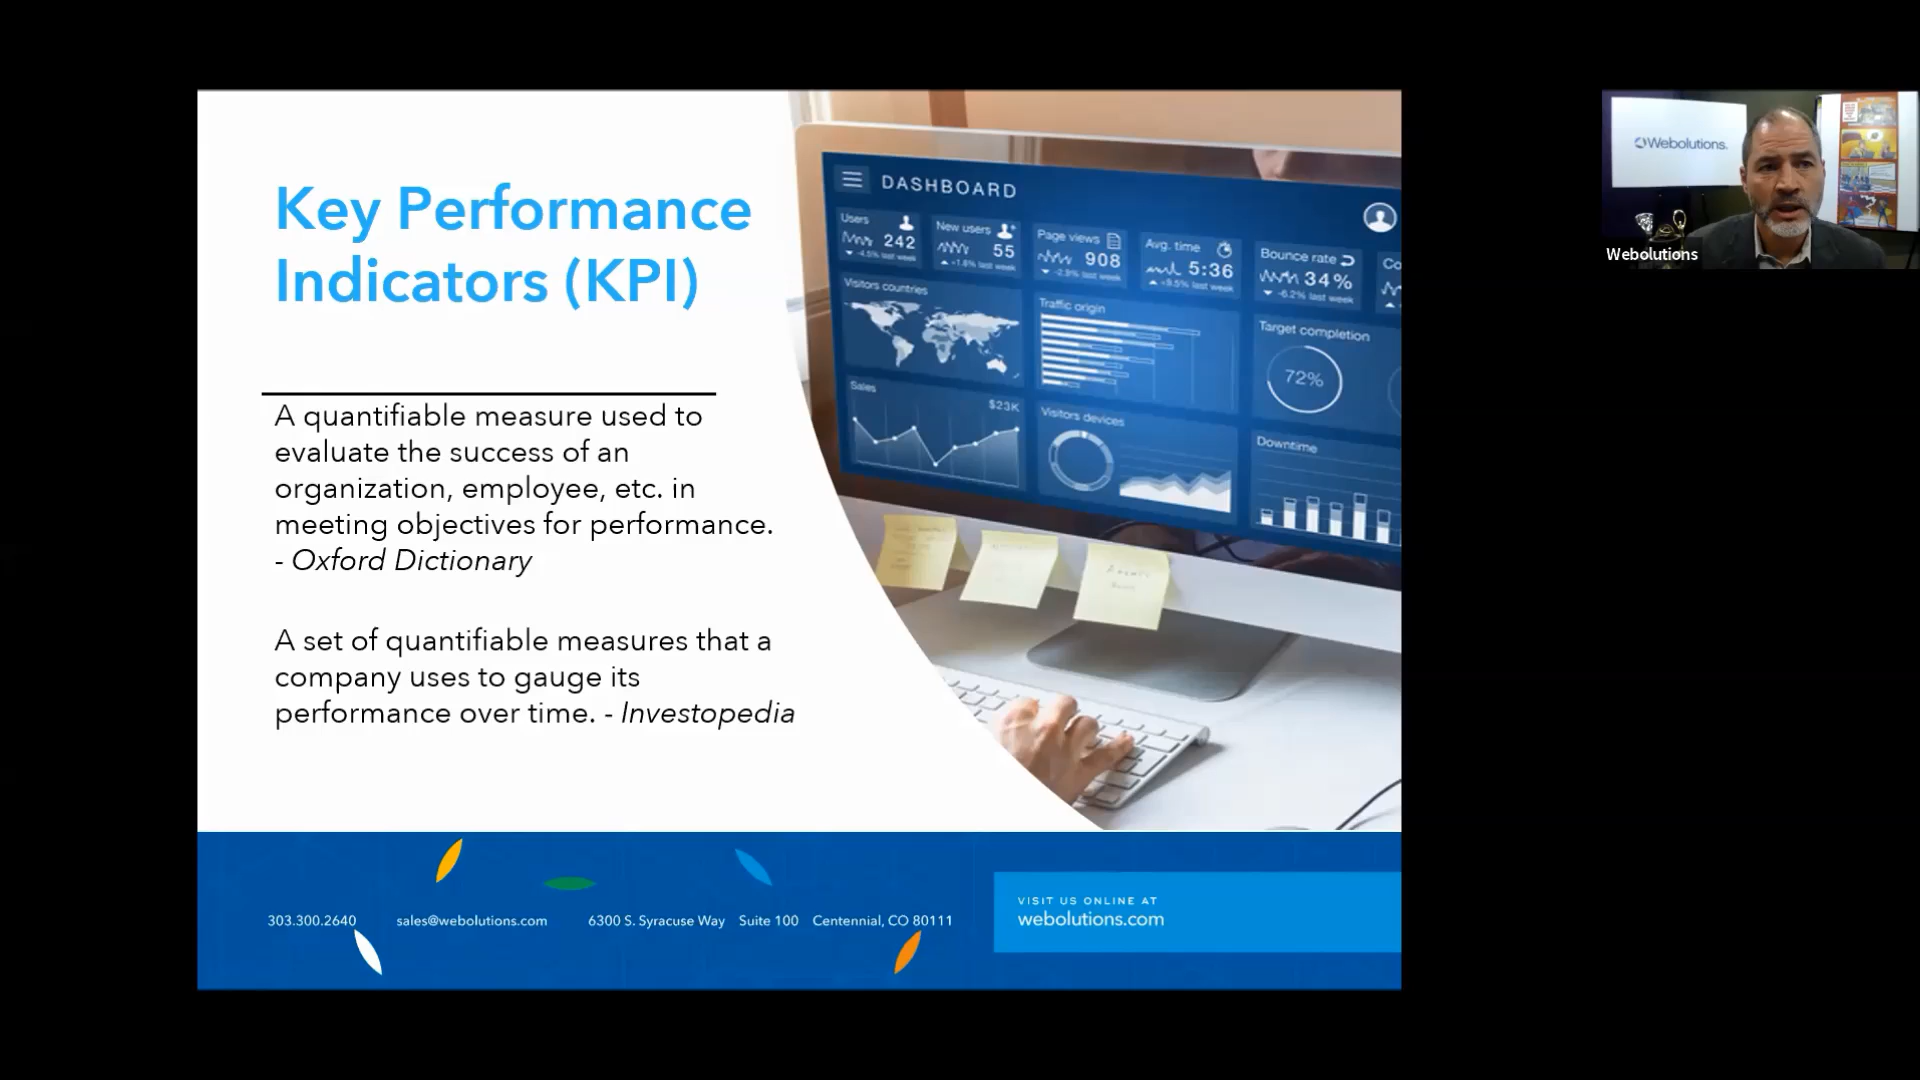 Key Performance
Indicators (KPI)
A quantifiable measure used to
evaluate the success of an
organization, employee, etc. in
meeting objectives for performance.
- Oxford Dictionary
A set of quantifiable measures that a
company uses to gauge its
performance over time. - Investopedia
DASHBOARD
Users
242
-4.5% last week
New users
55
+1.6% last week
Page views
908
-2.9% last week
Avg. time
5:36
+9.5% last week
Bounce rate
34%
-6.2% last week
Co
Visitors countries
Traffic origin
Target completion
72%
Sales
$23K
Visitors devices
Downtime
303.300.2640 sales@webolutions.com 6300 S. Syracuse Way Suite 100 Centennial, CO 80111
VISIT US ONLINE AT
webolutions.com
Webolutions.
Webolutions